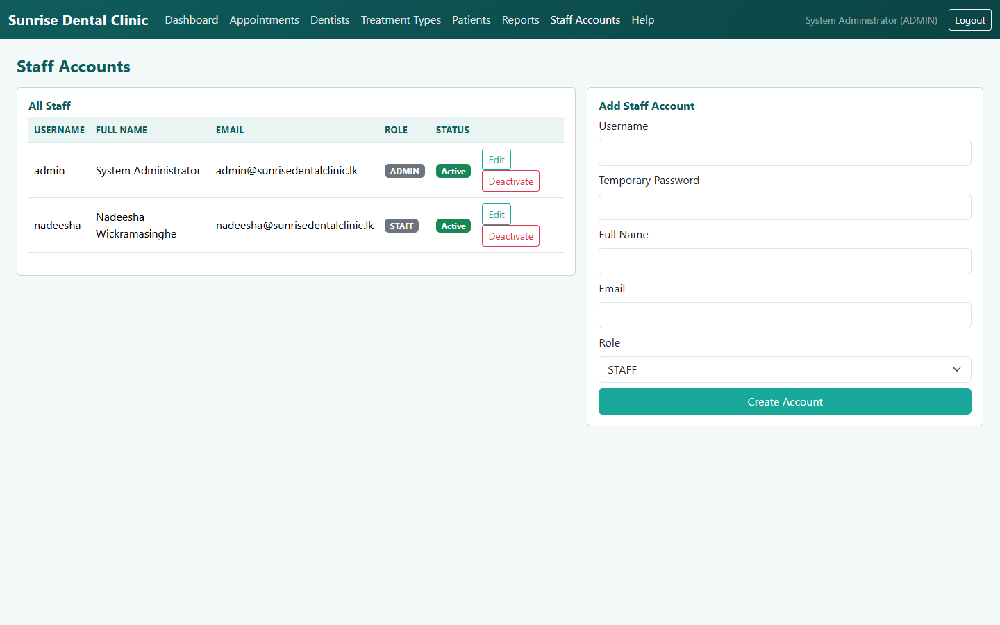 Sunrise Dental Clinic Dashboard Appointments Dentists Treatment Types Patients Reports Staff Accounts Help System Administrator (ADMIN) Logout
Staff Accounts
All Staff
USERNAME FULL NAME EMAIL ROLE STATUS
admin System Administrator admin@sunrisedentalclinic.lk ADMIN Active Edit
Deactivate
nadeesha Nadeesha Wickramasinghe nadeesha@sunrisedentalclinic.lk STAFF Active Edit
Deactivate
Add Staff Account
Username
Temporary Password
Full Name
Email
Role
STAFF
Create Account